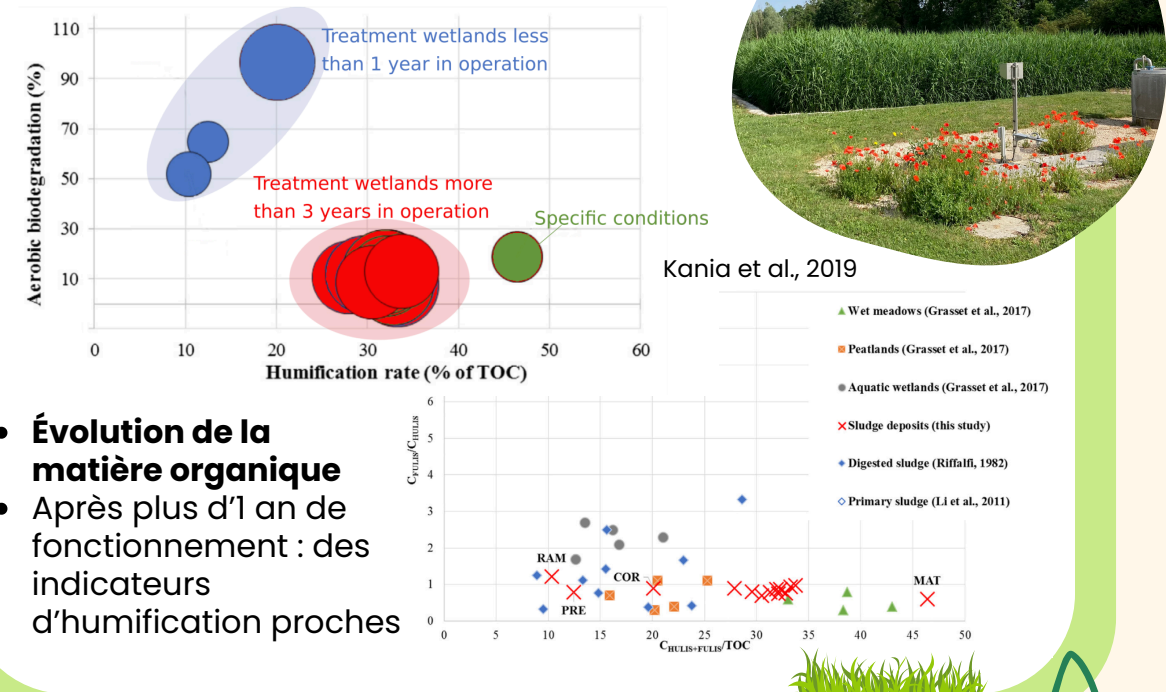 110
90
70
50
30
10
Aerobic biodegradation (%)
Treatment wetlands less
than 1 year in operation
Treatment wetlands more
than 3 years in operation
Specific conditions
0 10 20 30 40 50 60
Humification rate (% of TOC)
Kania et al., 2019
Évolution de la
matière organique
Après plus d’1 an de
fonctionnement : des
indicateurs
d’humification proches
Wet meadows (Grasset et al., 2017)
Peatlands (Grasset et al., 2017)
Aquatic wetlands (Grasset et al., 2017)
Sludge deposits (this study)
Digested sludge (Riffalfi, 1982)
Primary sludge (Li et al., 2011)
6
5
4
3
2
1
0
C_FULIS/C_HULIS
RAM
PRE
COR
MAT
0 5 10 15 20 25 30 35 40 45 50
C_HULIS+FULIS/TOC